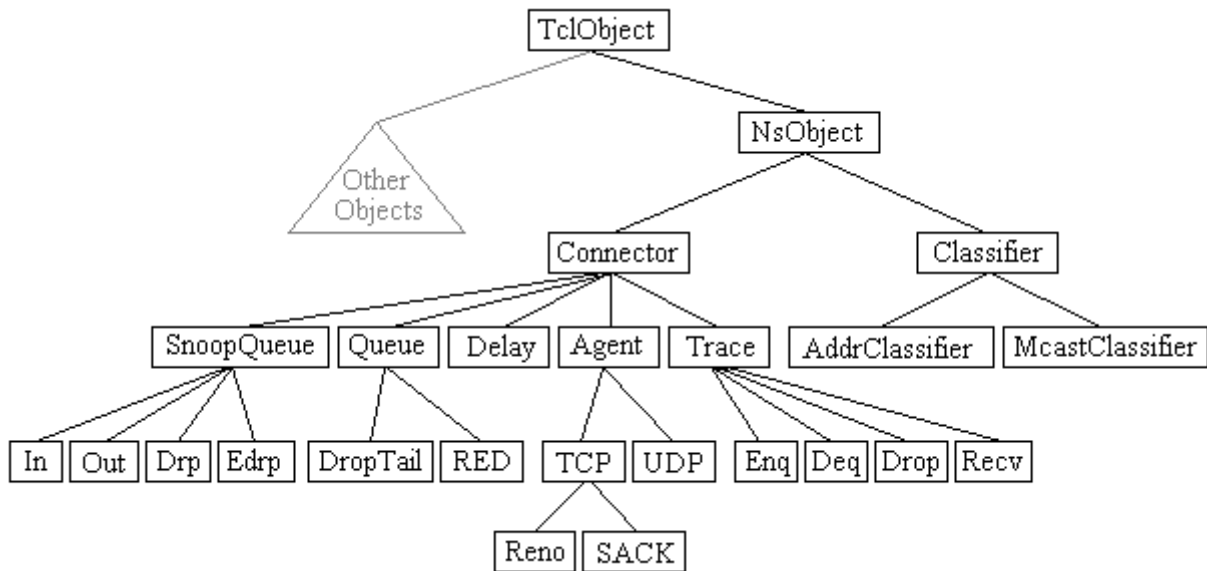 TclObject
NsObject
Other
Objects
Connector
Classifier
SnoopQueue
Queue
Delay
Agent
Trace
AddrClassifier
McastClassifier
In
Out
Drp
Edrp
DropTail
RED
TCP
UDP
Enq
Deq
Drop
Recv
Reno
SACK